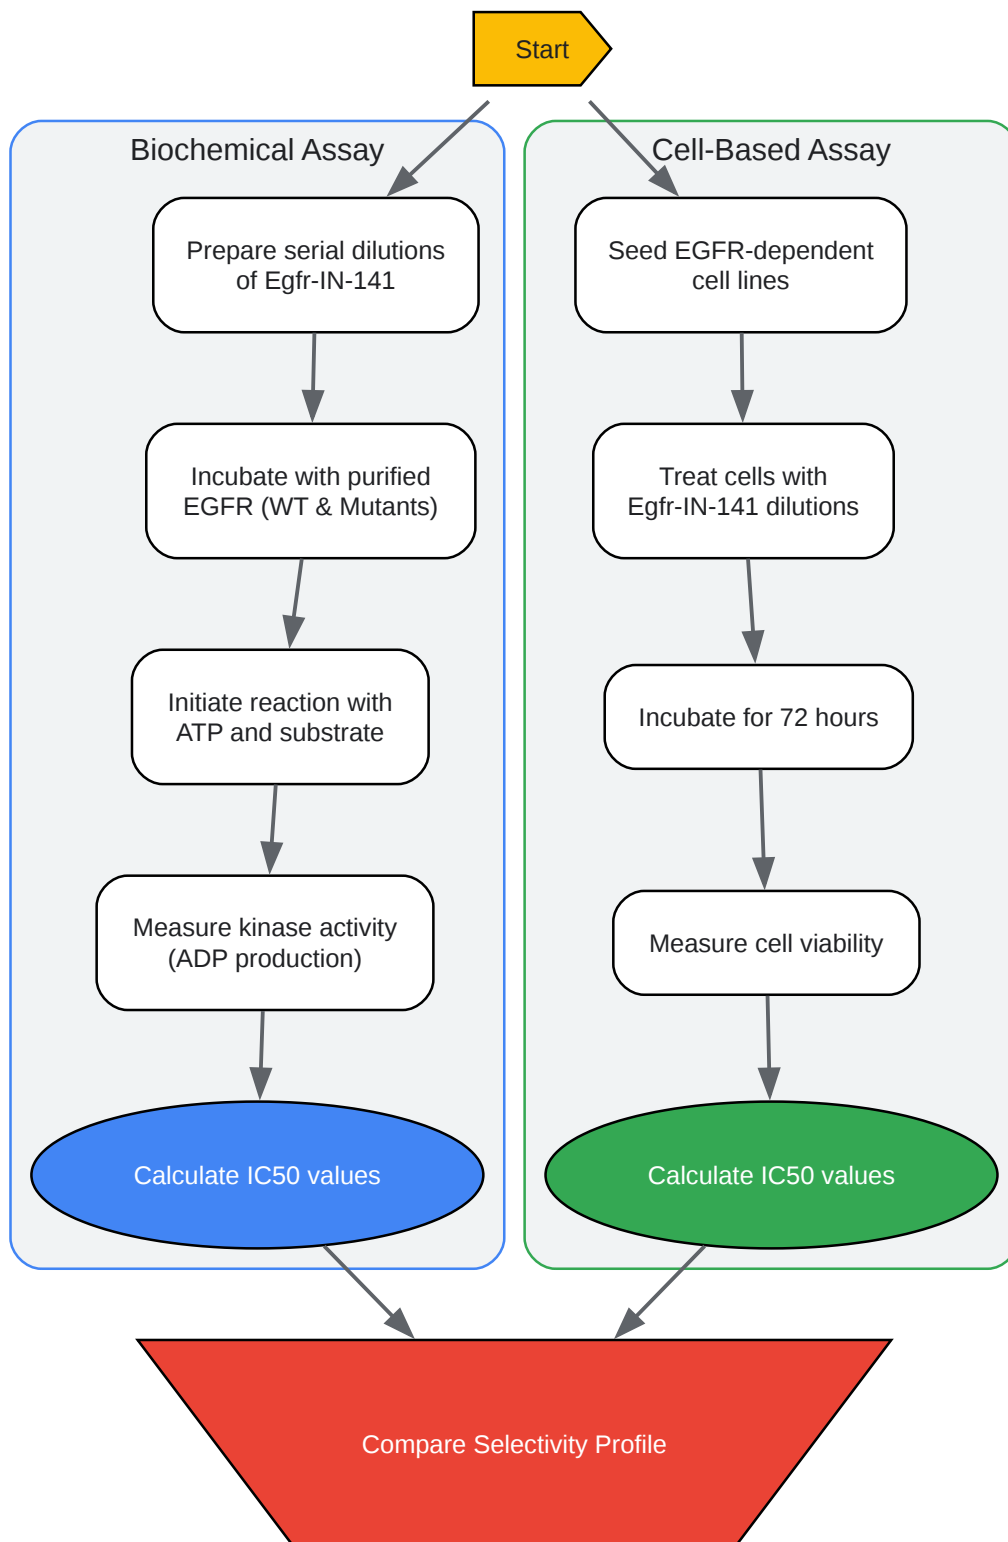 Start
Biochemical Assay
Prepare serial dilutions
of Egfr-IN-141
Incubate with purified
EGFR (WT & Mutants)
Initiate reaction with
ATP and substrate
Measure kinase activity
(ADP production)
Calculate IC50 values
Cell-Based Assay
Seed EGFR-dependent
cell lines
Treat cells with
Egfr-IN-141 dilutions
Incubate for 72 hours
Measure cell viability
Calculate IC50 values
Compare Selectivity Profile